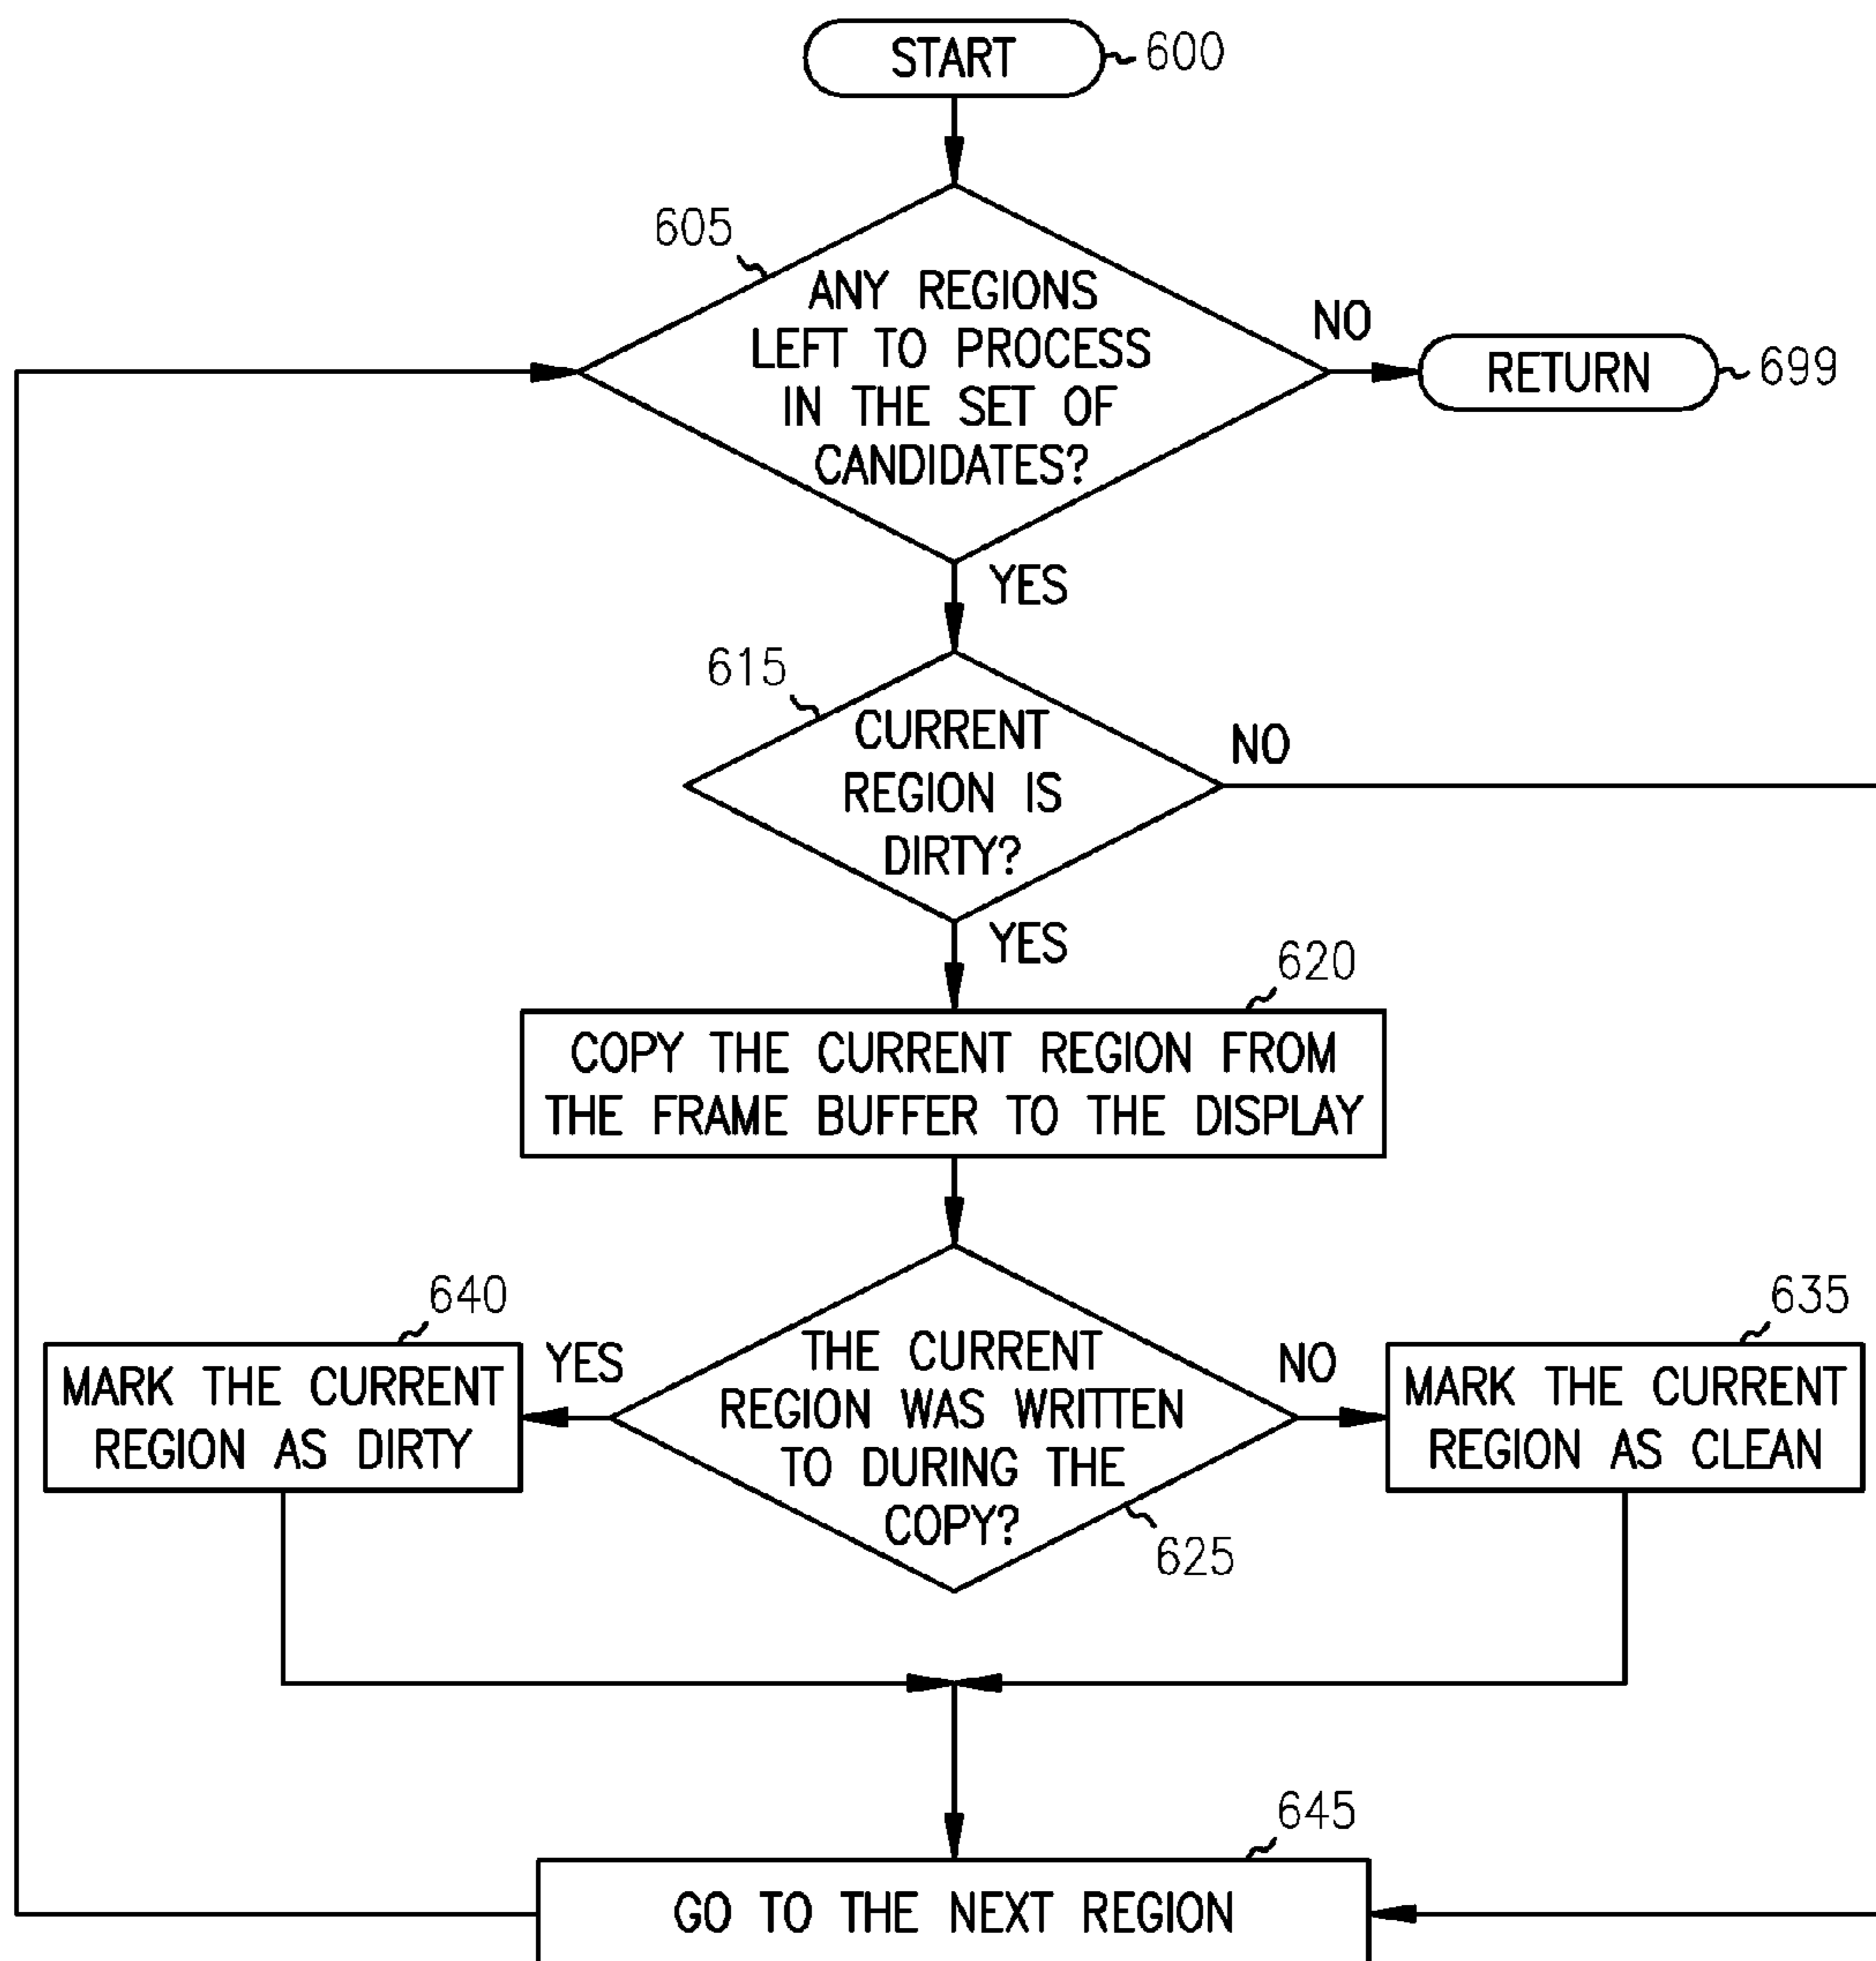 START
600
605
ANY REGIONS
LEFT TO PROCESS
IN THE SET OF
CANDIDATES?
NO
RETURN
699
YES
615
CURRENT
REGION IS
DIRTY?
NO
YES
620
COPY THE CURRENT REGION FROM
THE FRAME BUFFER TO THE DISPLAY
640
MARK THE CURRENT
REGION AS DIRTY
YES
THE CURRENT
REGION WAS WRITTEN
TO DURING THE
COPY?
625
NO
635
MARK THE CURRENT
REGION AS CLEAN
645
GO TO THE NEXT REGION